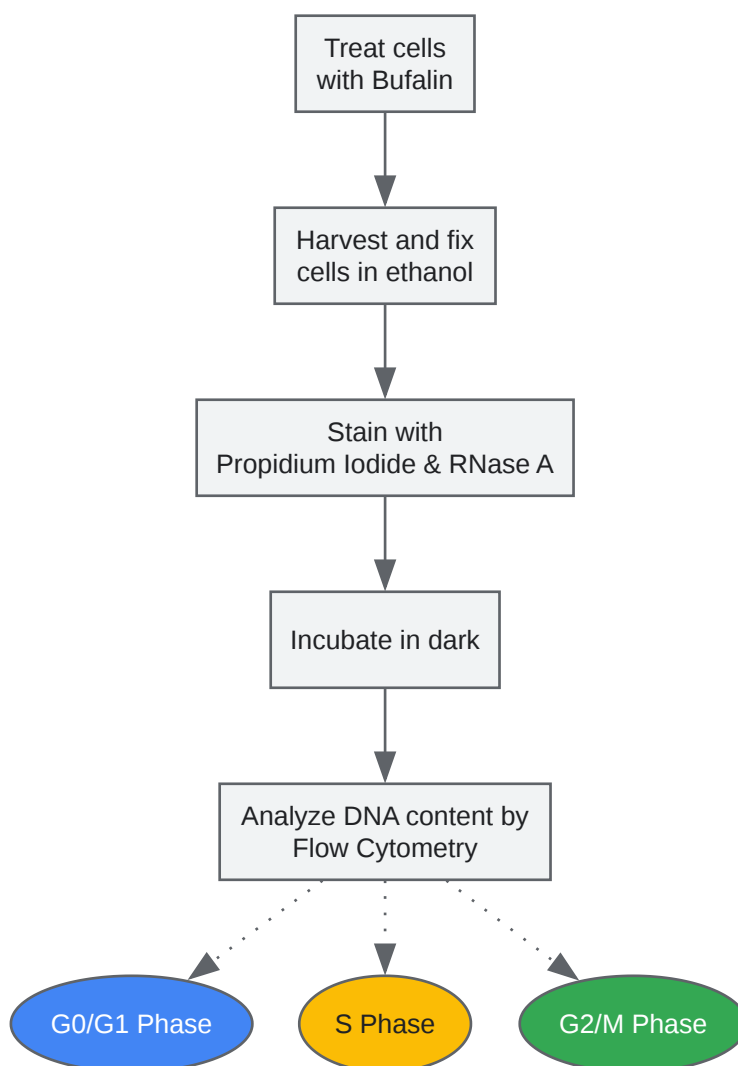 Treat cells
with Bufalin
Harvest and fix
cells in ethanol
Stain with
Propidium Iodide & RNase A
Incubate in dark
Analyze DNA content by
Flow Cytometry
G0/G1 Phase
S Phase
G2/M Phase